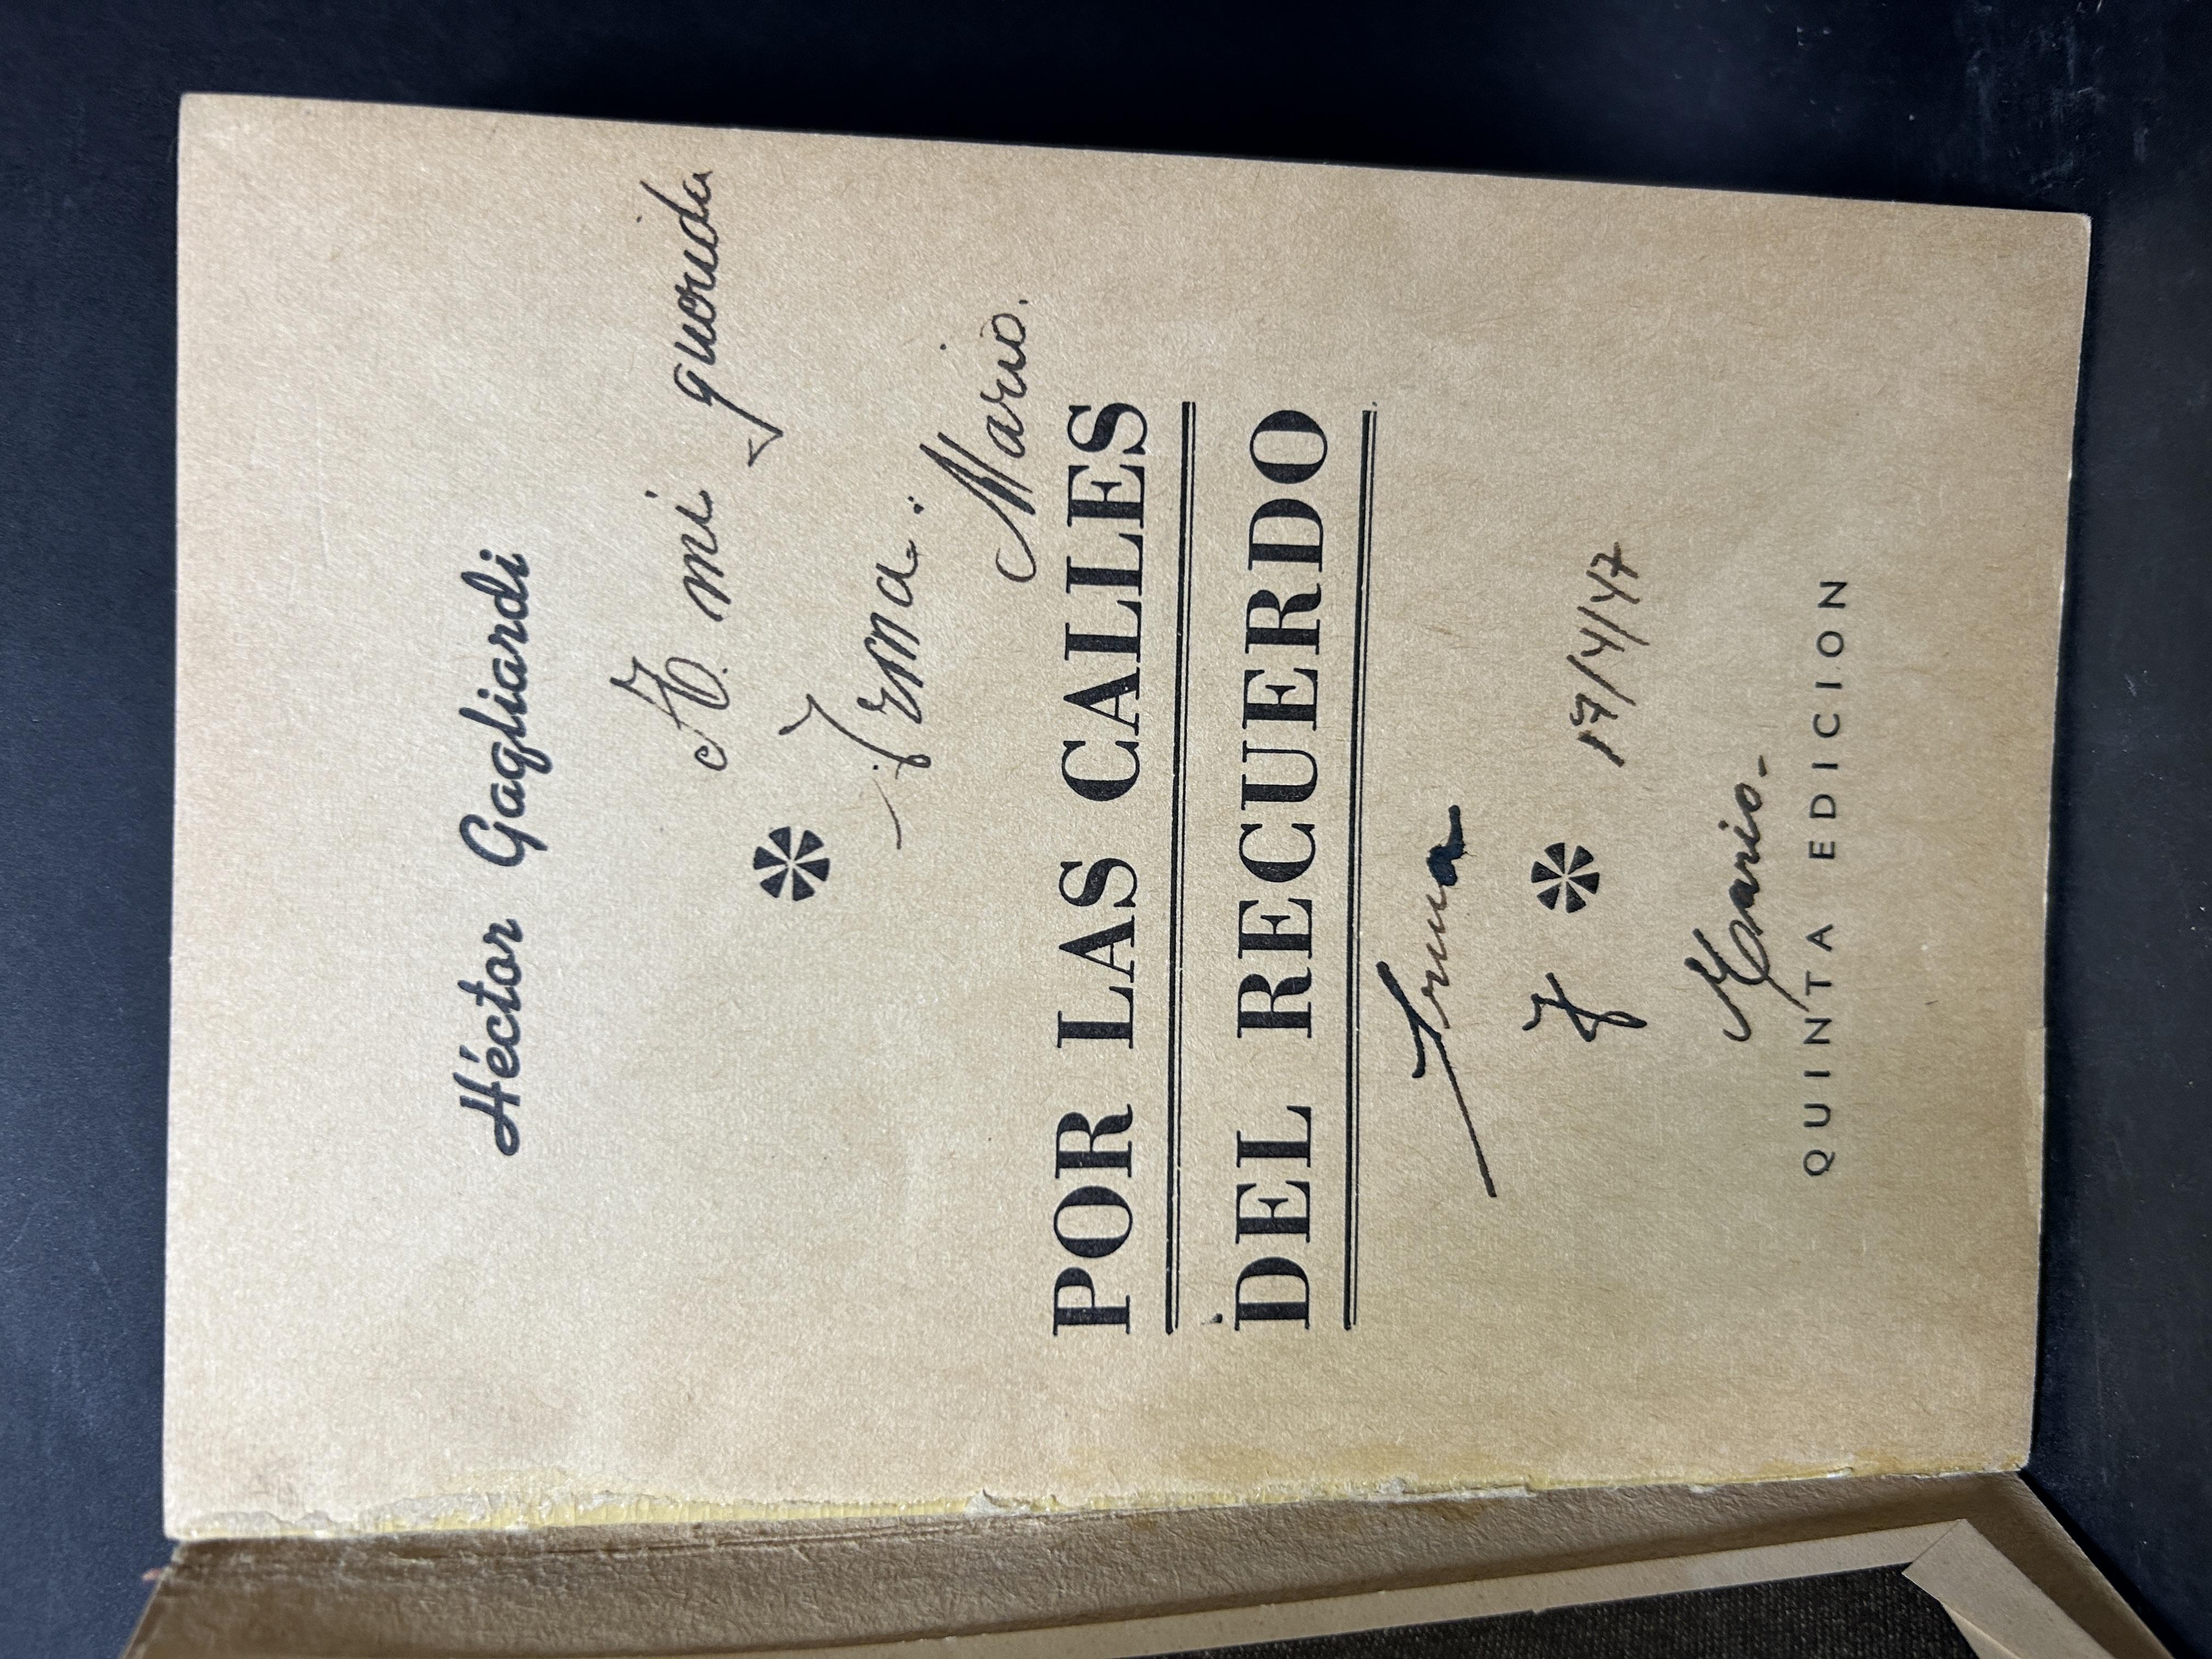 Héctor Gagliardi
A mi querida
Irma:
Mario.
POR LAS CALLES
DEL RECUERDO
Irma
y 17/4/47
Mario.-
QUINTA EDICION